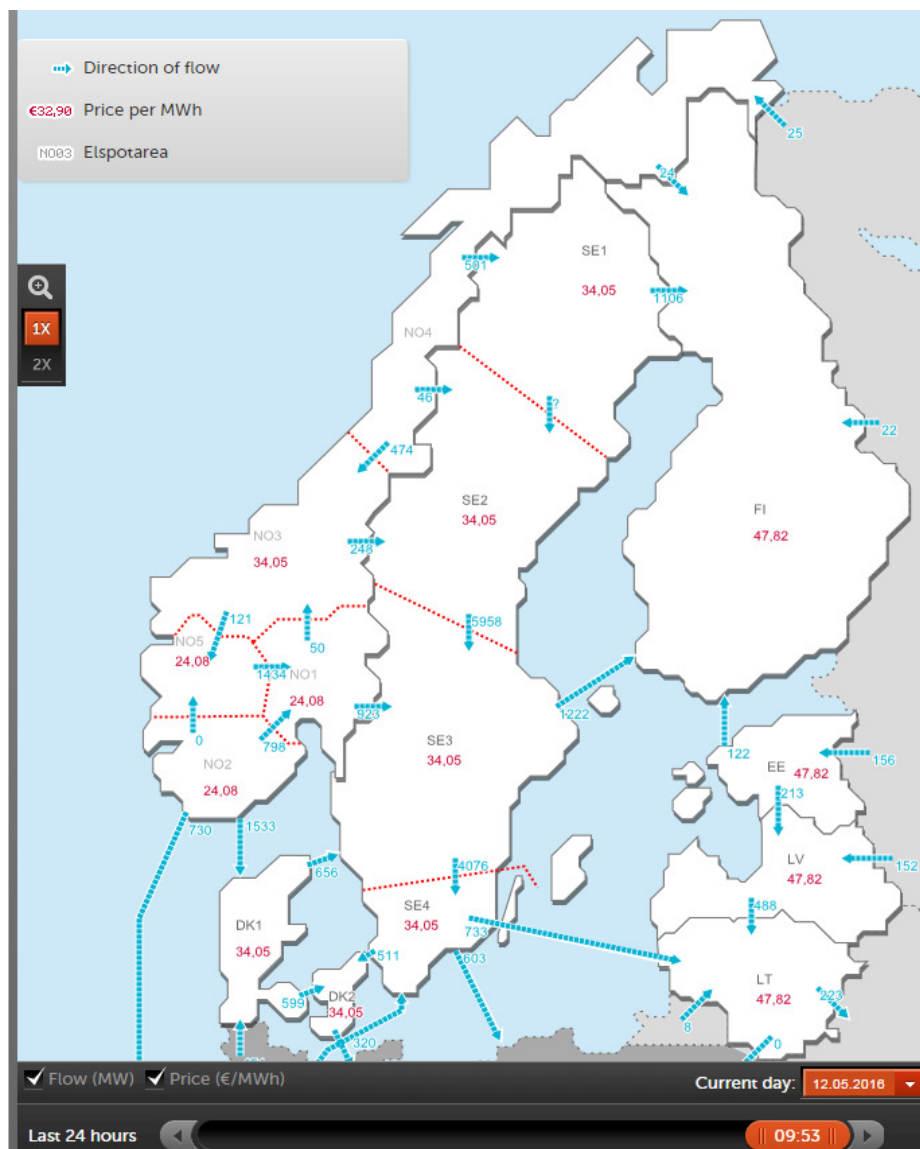 Direction of flow
€32,90 Price per MWh
NO03 Elspotarea
25
24
SE1
501
34,05
1106
1X
NO4
2X
46
?
22
474
SE2
34,05
FI
NO3
34,05
248
47,82
121
5958
NO5
50
24,08
1434
NO1
24,08
923
1222
0
798
SE3
122
156
NO2
34,05
EE
47,82
24,08
213
730
1533
656
4076
LV
152
47,82
SE4
488
DK1
34,05
733
34,05
511
603
LT
599
DK2
47,82
223
34,05
8
320
0
Flow (MW) Price (€/MWh)
Current day: 12.05.2016
Last 24 hours
09:53